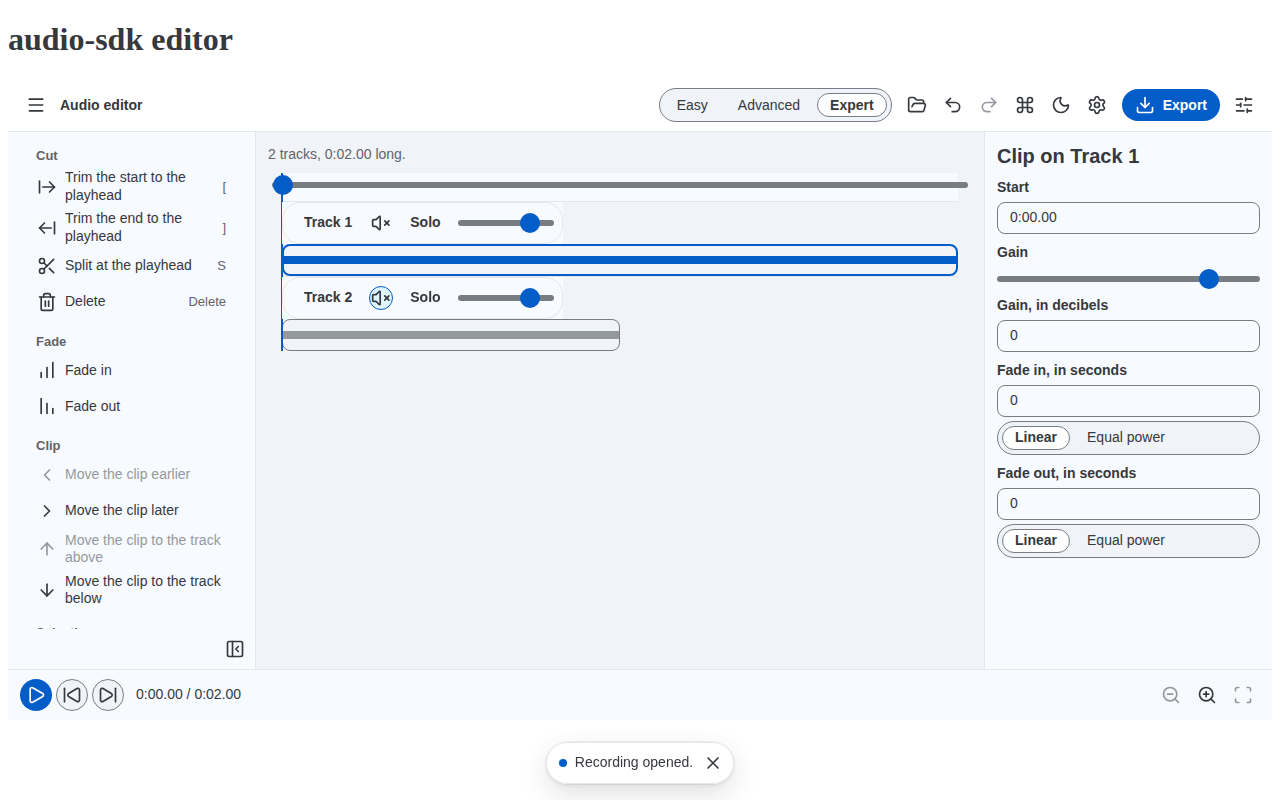 audio-sdk editor
Audio editor
Easy
Advanced
Expert
Export
Cut
Trim the start to the
playhead
[
Trim the end to the
playhead
]
Split at the playhead
S
Delete
Delete
Fade
Fade in
Fade out
Clip
Move the clip earlier
Move the clip later
Move the clip to the track
above
Move the clip to the track
below
2 tracks, 0:02.00 long.
Track 1
Solo
Track 2
Solo
Clip on Track 1
Start
0:00.00
Gain
Gain, in decibels
0
Fade in, in seconds
0
Linear
Equal power
Fade out, in seconds
0
Linear
Equal power
0:00.00 / 0:02.00
Recording opened.